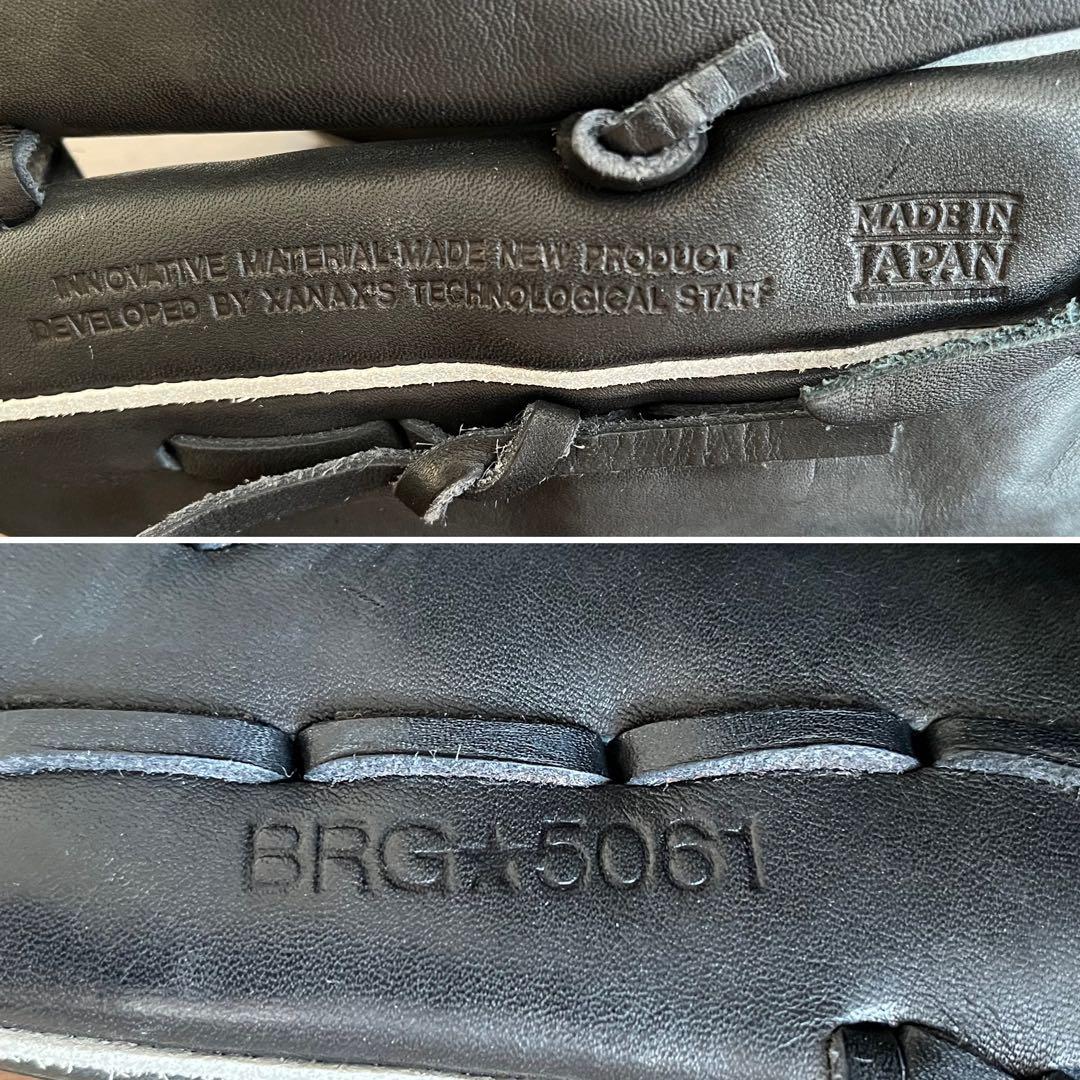 INNOVATIVE MATERIAL-MADE NEW PRODUCT
DEVELOPED BY XANAX'S TECHNOLOGICAL STAFF
MADE IN
JAPAN
BRG★5061